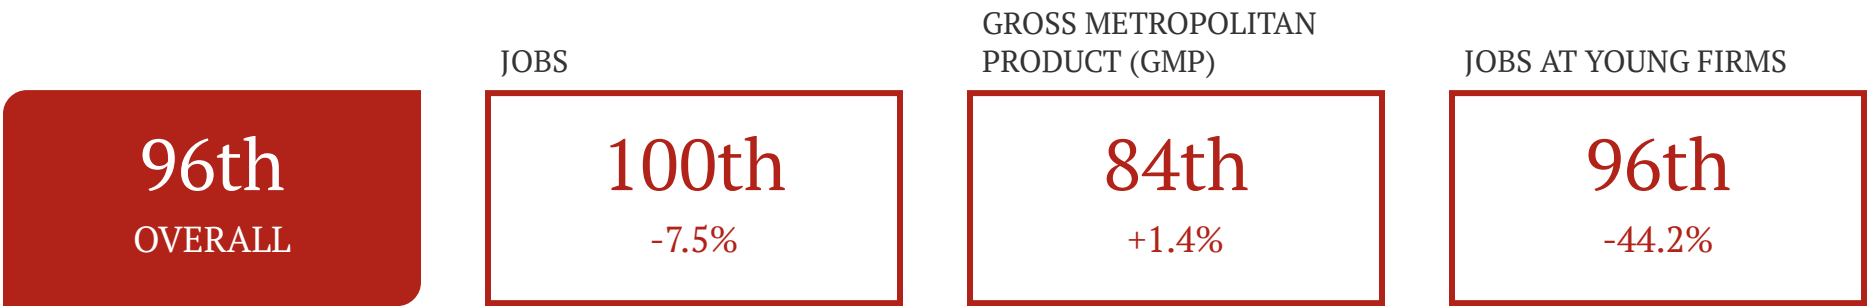 96th
OVERALL
JOBS
100th
-7.5%
GROSS METROPOLITAN
PRODUCT (GMP)
84th
+1.4%
JOBS AT YOUNG FIRMS
96th
-44.2%